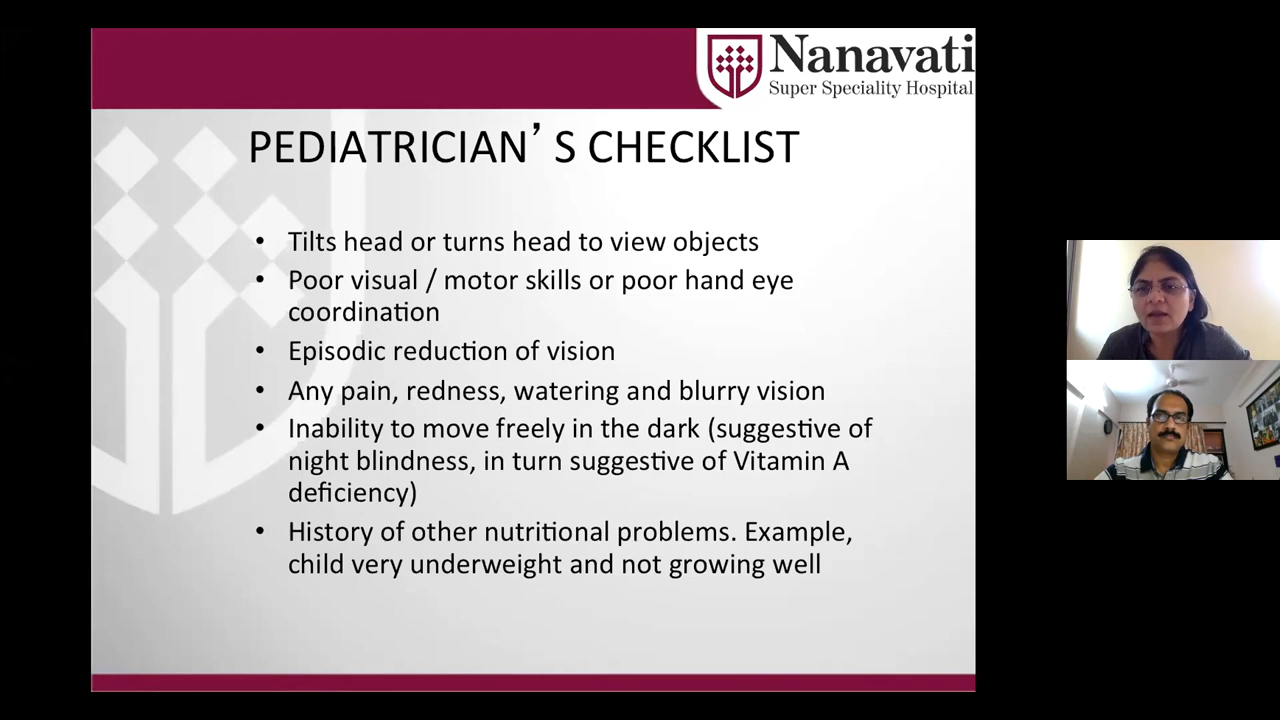 Nanavati
Super Speciality Hospital
PEDIATRICIAN’S CHECKLIST
• Tilts head or turns head to view objects
• Poor visual / motor skills or poor hand eye
coordination
• Episodic reduction of vision
• Any pain, redness, watering and blurry vision
• Inability to move freely in the dark (suggestive of
night blindness, in turn suggestive of Vitamin A
deficiency)
• History of other nutritional problems. Example,
child very underweight and not growing well